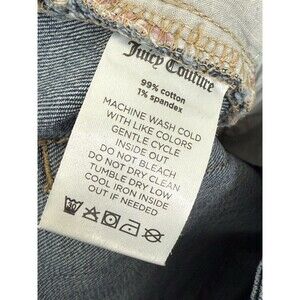 Juicy Couture
99% cotton
1% spandex
MACHINE WASH COLD
WITH LIKE COLORS
GENTLE CYCLE
INSIDE OUT
DO NOT BLEACH
DO NOT DRY CLEAN
TUMBLE DRY LOW
COOL IRON INSIDE
OUT IF NEEDED